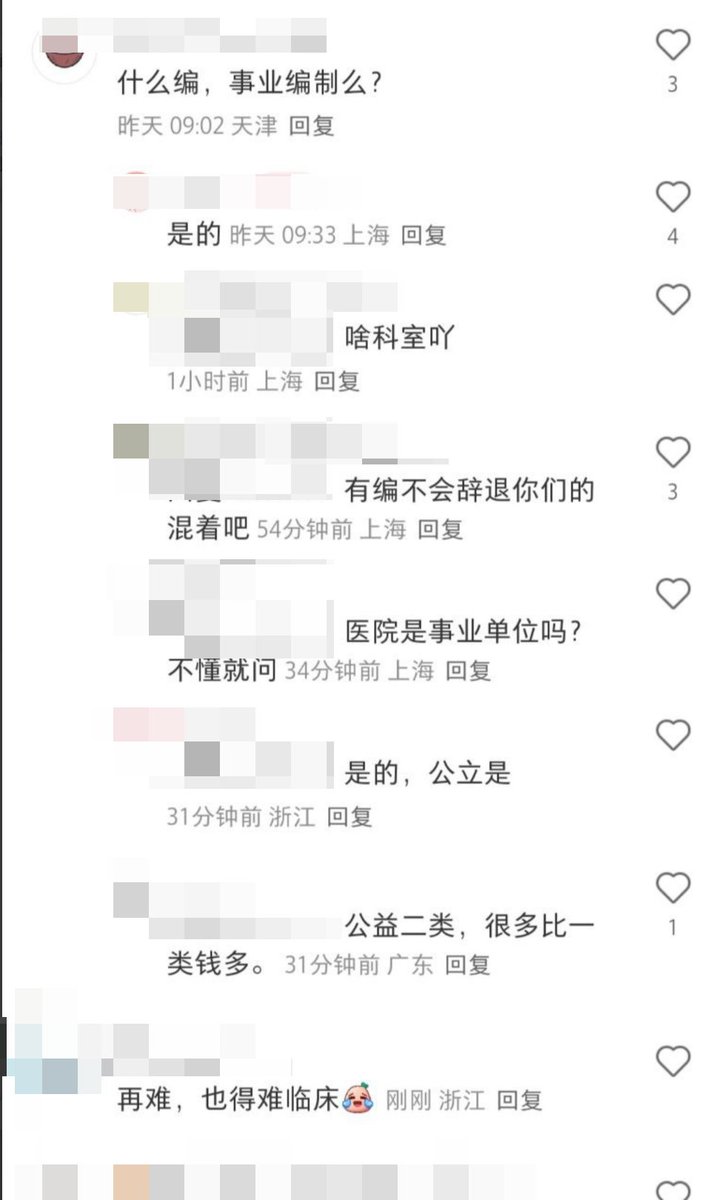 什么编，事业编制么？
3
昨天 09:02 天津 回复
是的 昨天 09:33 上海 回复
4
啥科室吖
1小时前 上海 回复
有编不会辞退你们的
3
混着吧 54分钟前 上海 回复
医院是事业单位吗？
不懂就问 34分钟前 上海 回复
是的，公立是
31分钟前 浙江 回复
公益二类，很多比一
1
类钱多。 31分钟前 广东 回复
再难，也得难临床 刚刚 浙江 回复